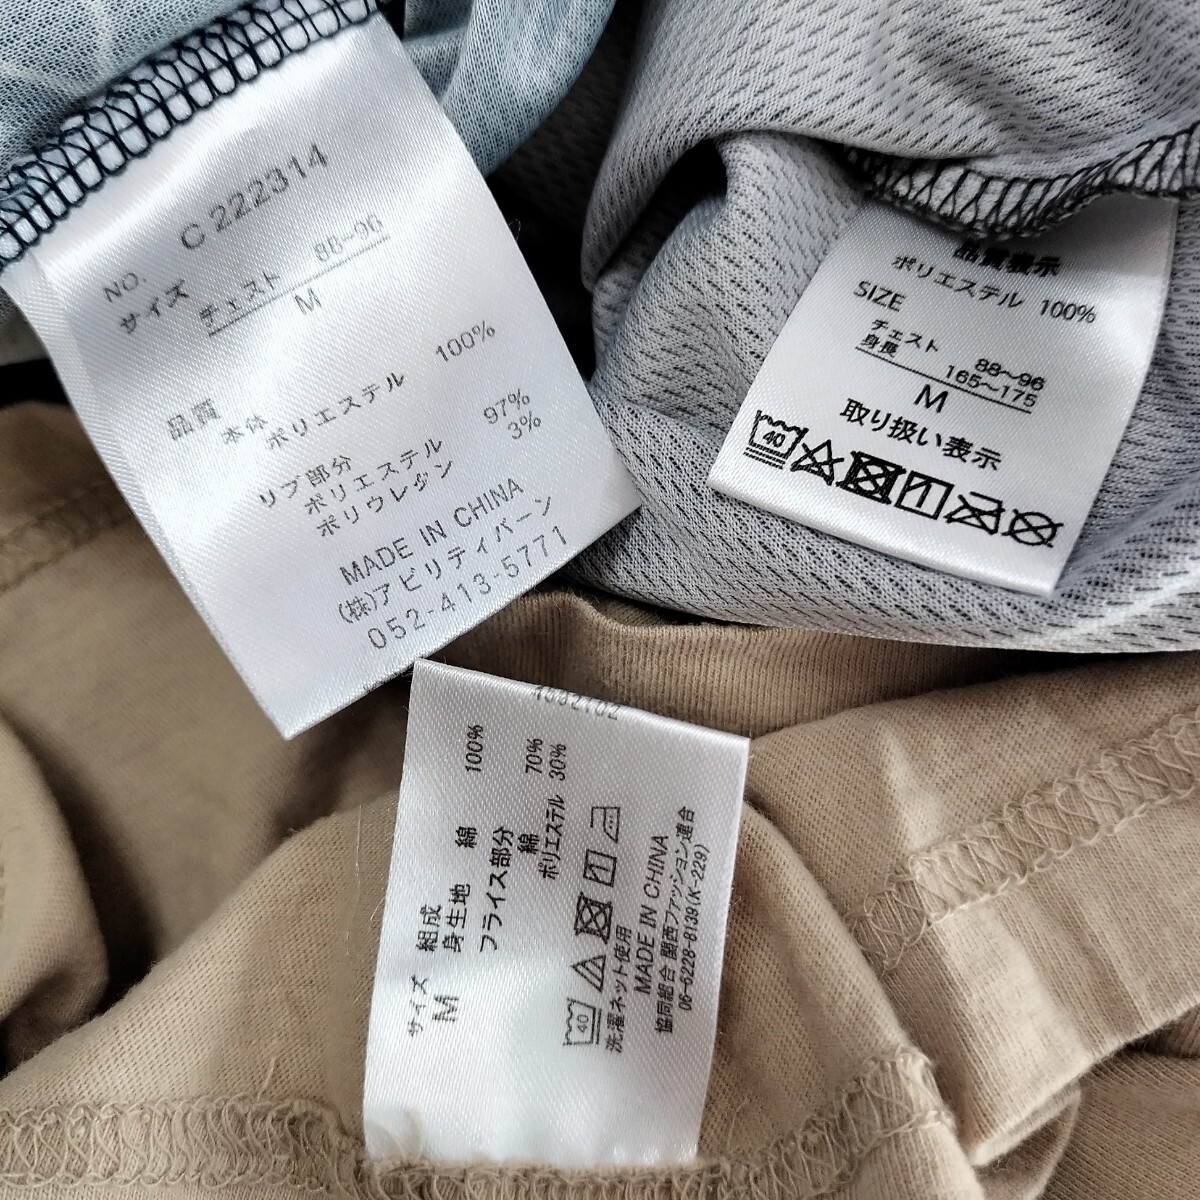 NO. C222314
サイズ チェスト 88~96
M
品質
本体
ポリエステル 100%
リブ部分
ポリエステル 97%
ポリウレタン 3%
MADE IN CHINA
(株)アビリティバーン
052-413-5771
品質表示
ポリエステル 100%
SIZE
チェスト 88～96
身長 165～175
M
取り扱い表示
40
サイズ 組成
M 身生地 綿 100%
フライス部分
綿 70%
ポリエステル 30%
40
洗濯ネット使用
MADE IN CHINA
協同組合 関西ファッション連合
06-6228-8139(K-229)